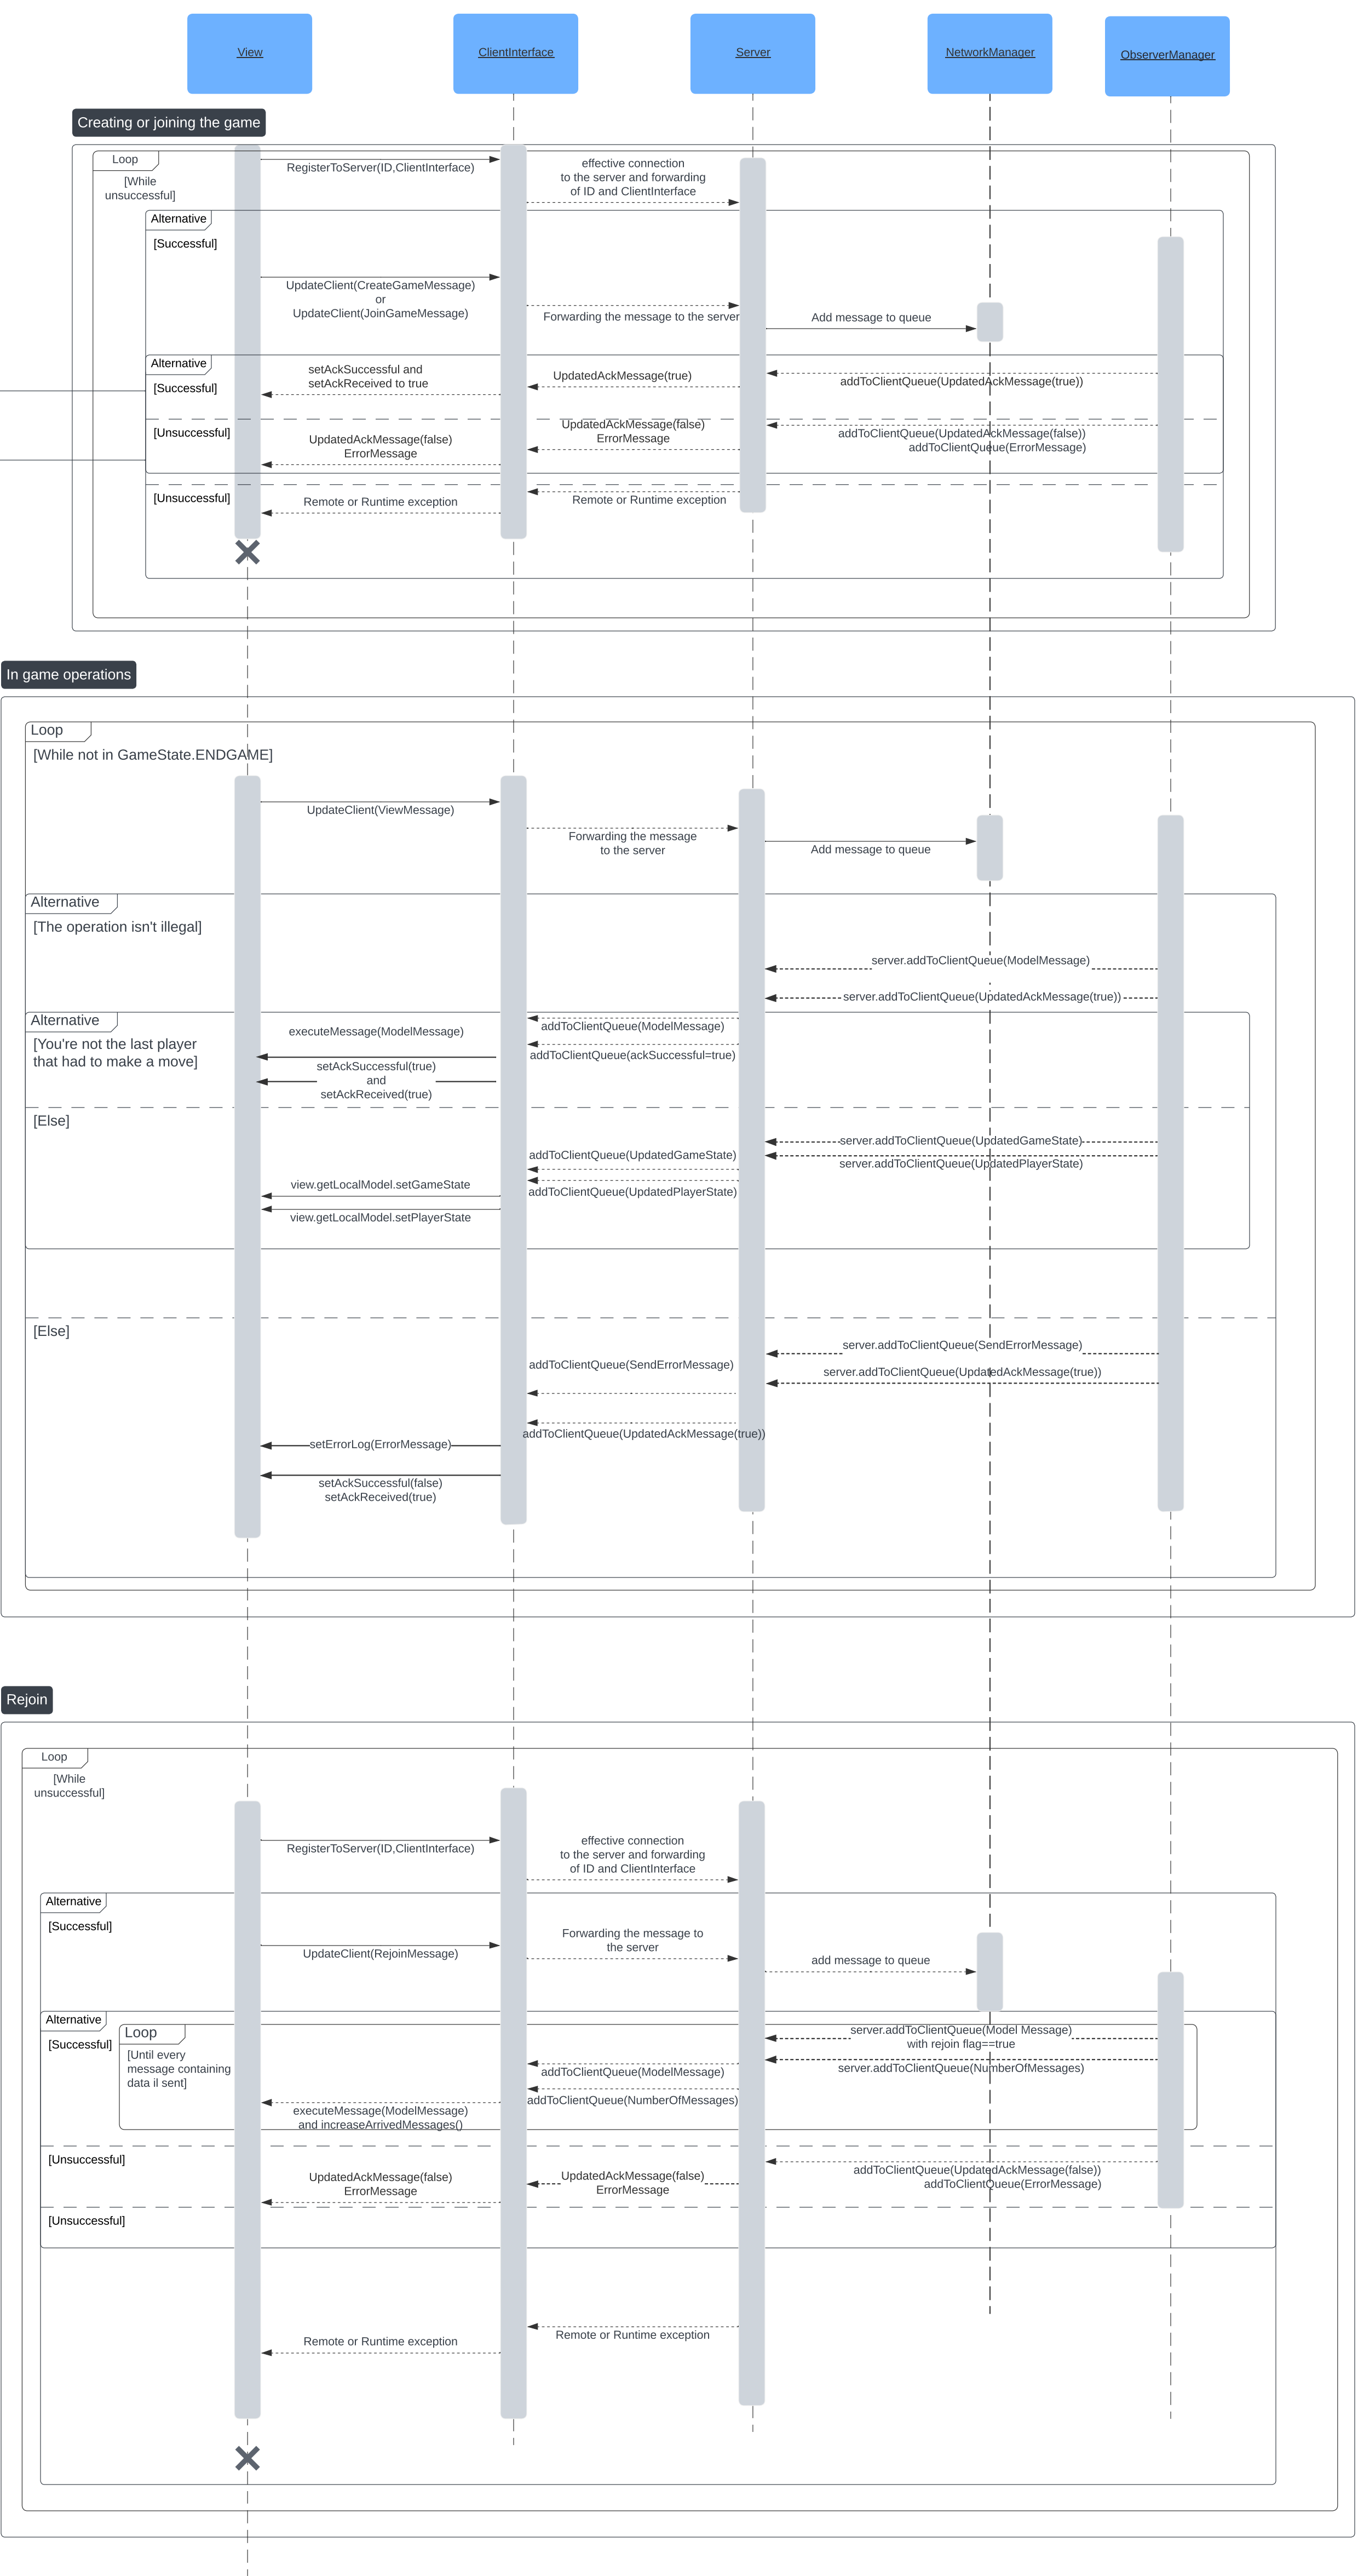 View
ClientInterface
Server
NetworkManager
ObserverManager
Creating or joining the game
Loop
[While
unsuccessful]
RegisterToServer(ID,ClientInterface)
effective connection
to the server and forwarding
of ID and ClientInterface
Alternative
[Successful]
UpdateClient(CreateGameMessage)
or
UpdateClient(JoinGameMessage)
Forwarding the message to the server
Add message to queue
Alternative
[Successful]
setAckSuccessful and
setAckReceived to true
UpdatedAckMessage(true)
addToClientQueue(UpdatedAckMessage(true))
[Unsuccessful]
UpdatedAckMessage(false)
ErrorMessage
UpdatedAckMessage(false)
ErrorMessage
addToClientQueue(UpdatedAckMessage(false))
addToClientQueue(ErrorMessage)
[Unsuccessful]
Remote or Runtime exception
Remote or Runtime exception
In game operations
Loop
[While not in GameState.ENDGAME]
UpdateClient(ViewMessage)
Forwarding the message
to the server
Add message to queue
Alternative
[The operation isn't illegal]
server.addToClientQueue(ModelMessage)
server.addToClientQueue(UpdatedAckMessage(true))
Alternative
[You're not the last player
that had to make a move]
executeMessage(ModelMessage)
addToClientQueue(ModelMessage)
addToClientQueue(ackSuccessful=true)
setAckSuccessful(true)
and
setAckReceived(true)
[Else]
server.addToClientQueue(UpdatedGameState)
server.addToClientQueue(UpdatedPlayerState)
addToClientQueue(UpdatedGameState)
addToClientQueue(UpdatedPlayerState)
view.getLocalModel.setGameState
view.getLocalModel.setPlayerState
[Else]
server.addToClientQueue(SendErrorMessage)
addToClientQueue(SendErrorMessage)
server.addToClientQueue(UpdatedAckMessage(true))
addToClientQueue(UpdatedAckMessage(true))
setErrorLog(ErrorMessage)
setAckSuccessful(false)
setAckReceived(true)
Rejoin
Loop
[While
unsuccessful]
RegisterToServer(ID,ClientInterface)
effective connection
to the server and forwarding
of ID and ClientInterface
Alternative
[Successful]
UpdateClient(RejoinMessage)
Forwarding the message to
the server
add message to queue
Alternative
[Successful]
Loop
[Until every
message containing
data il sent]
server.addToClientQueue(Model Message)
with rejoin flag==true
server.addToClientQueue(NumberOfMessages)
addToClientQueue(ModelMessage)
addToClientQueue(NumberOfMessages)
executeMessage(ModelMessage)
and increaseArrivedMessages()
[Unsuccessful]
addToClientQueue(UpdatedAckMessage(false))
addToClientQueue(ErrorMessage)
UpdatedAckMessage(false)
ErrorMessage
UpdatedAckMessage(false)
ErrorMessage
[Unsuccessful]
Remote or Runtime exception
Remote or Runtime exception